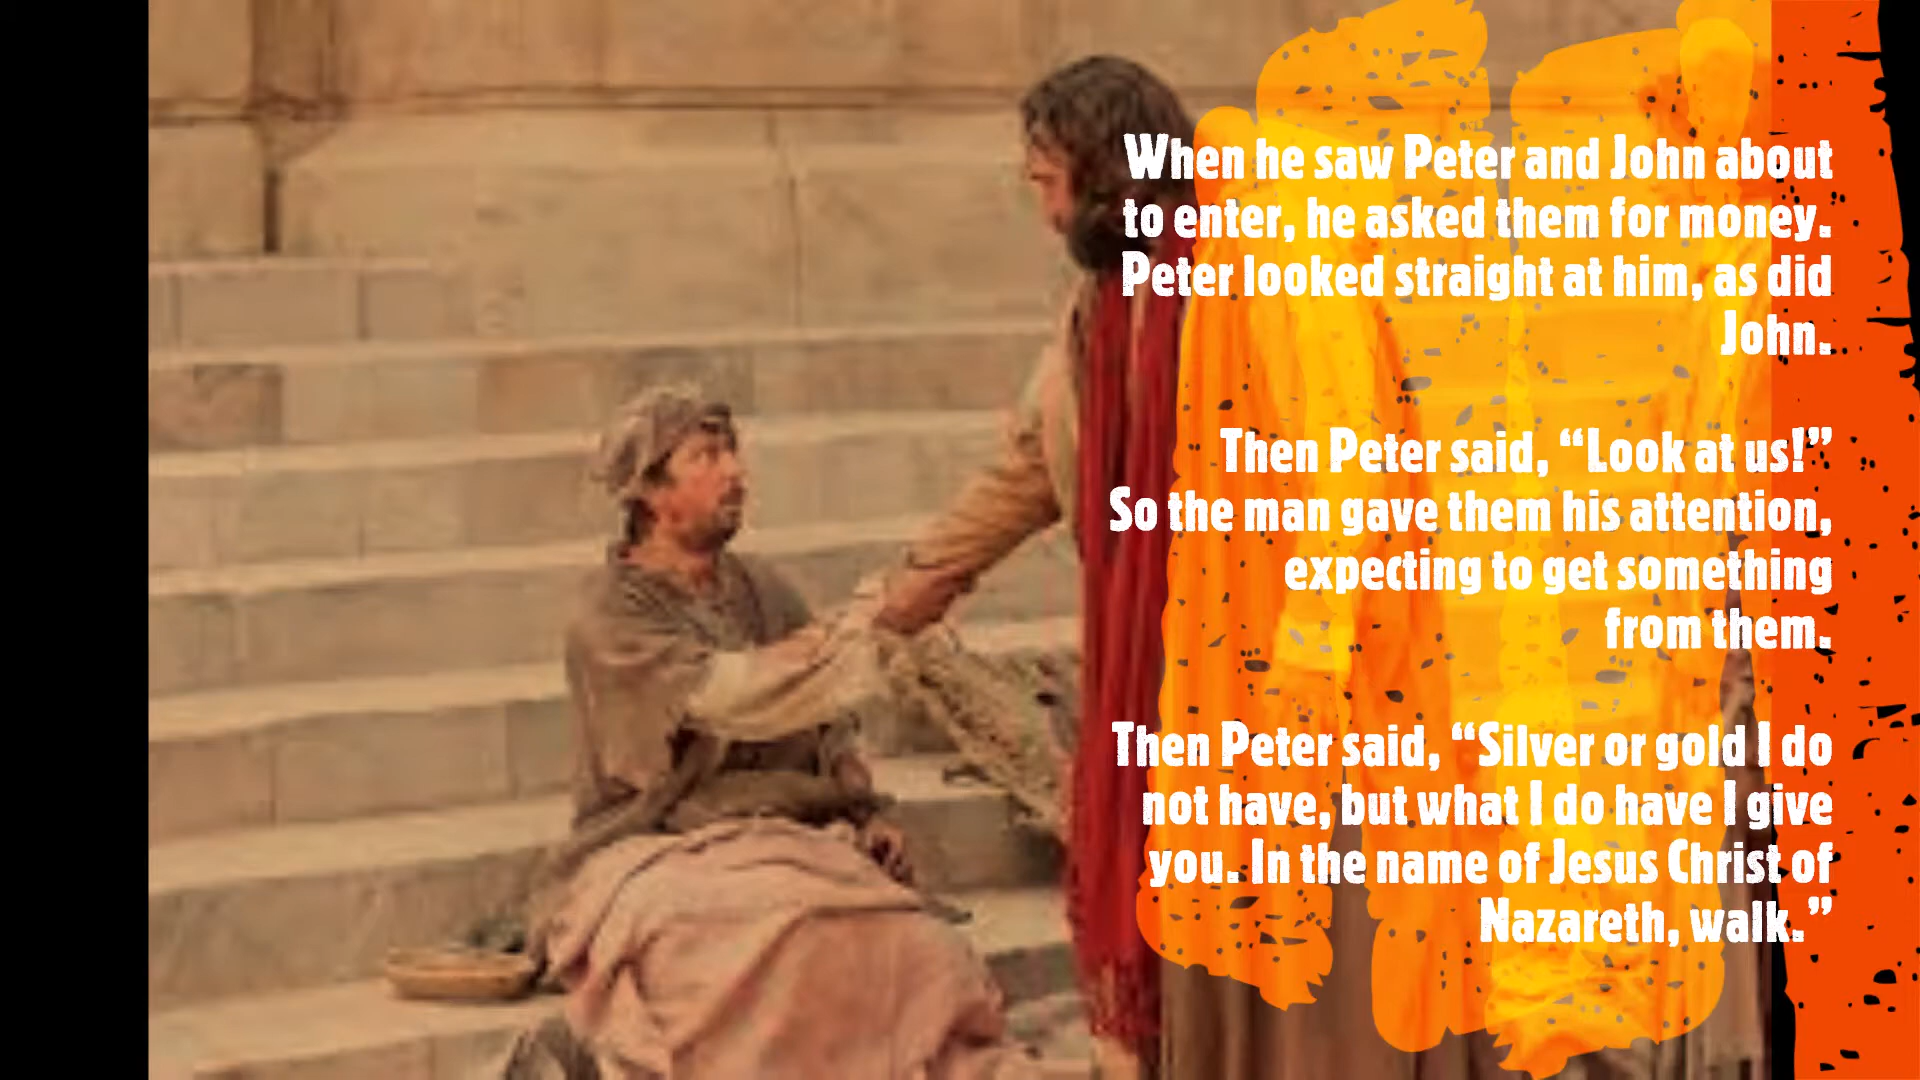 When he saw Peter and John about
to enter, he asked them for money.
Peter looked straight at him, as did
John.
Then Peter said, “Look at us!”
So the man gave them his attention,
expecting to get something
from them.
Then Peter said, “Silver or gold I do
not have, but what I do have I give
you. In the name of Jesus Christ of
Nazareth, walk.”